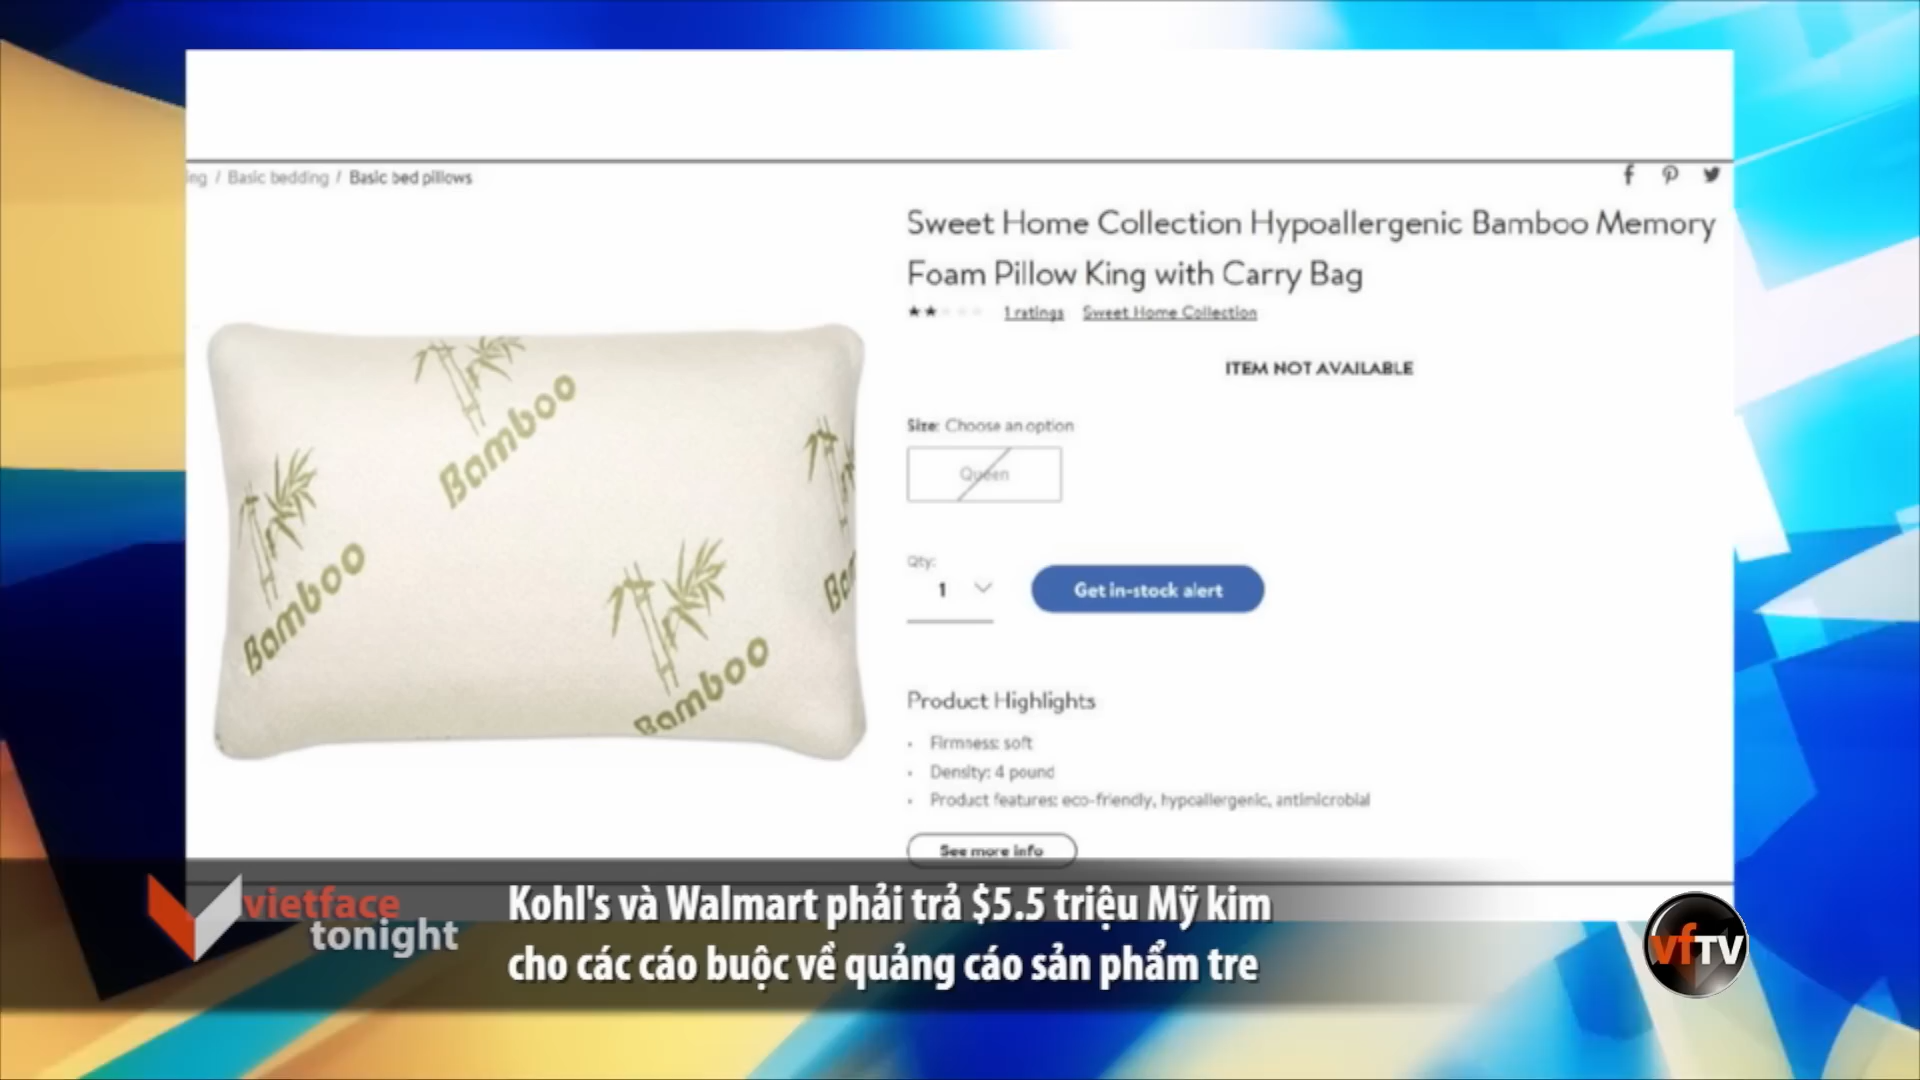 ing / Basic bedding / Basic bed pillows
Sweet Home Collection Hypoallergenic Bamboo Memory
Foam Pillow King with Carry Bag
1 ratings Sweet Home Collection
ITEM NOT AVAILABLE
Size: Choose an option
Queen
Qty:
1
Get in-stock alert
Product Highlights
• Firmness: soft
• Density: 4 pound
• Product features: eco-friendly, hypoallergenic, antimicrobial
See more info
Bamboo
Bamboo
Bam
Bamboo
vietface
tonight
Kohl's và Walmart phải trả $5.5 triệu Mỹ kim
cho các cáo buộc về quảng cáo sản phẩm tre
vfTV